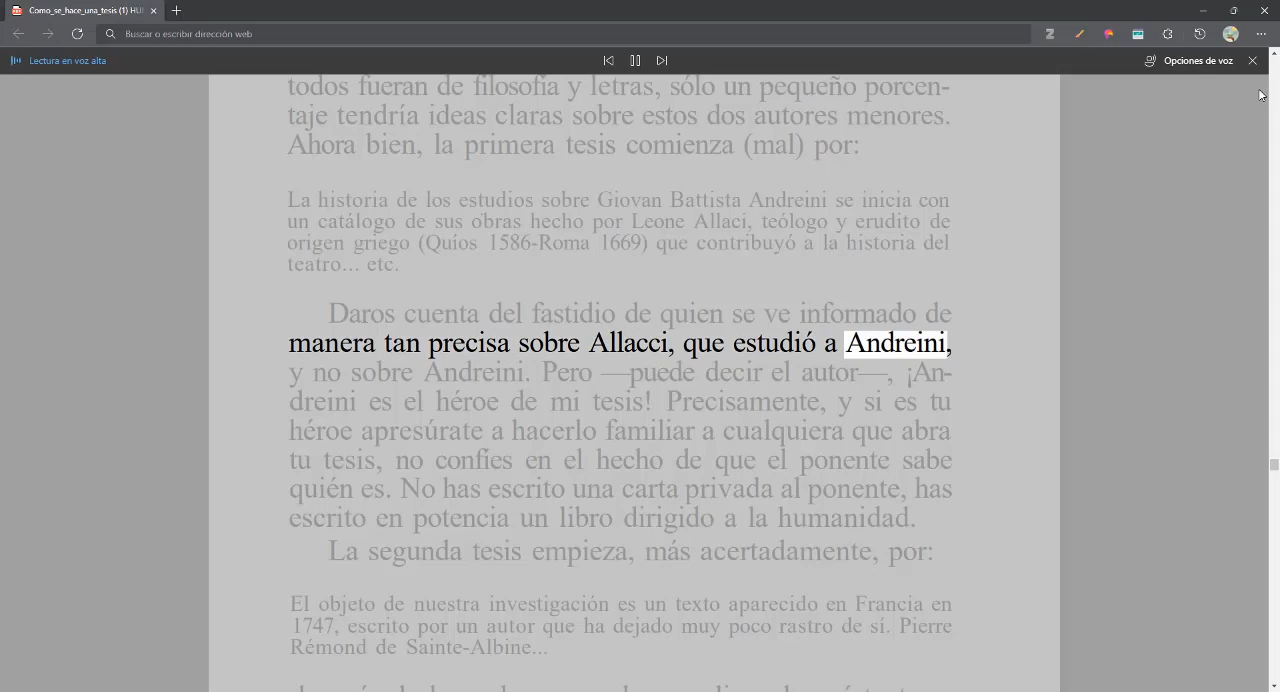 Como_se_hace_una_tesis (1) HU
Buscar o escribir dirección web
Lectura en voz alta
Opciones de voz
todos fueran de filosofía y letras, sólo un pequeño porcen-
taje tendría ideas claras sobre estos dos autores menores.
Ahora bien, la primera tesis comienza (mal) por:
La historia de los estudios sobre Giovan Battista Andreini se inicia con
un catálogo de sus obras hecho por Leone Allaci, teólogo y erudito de
origen griego (Quíos 1586-Roma 1669) que contribuyó a la historia del
teatro... etc.
Daros cuenta del fastidio de quien se ve informado de
manera tan precisa sobre Allacci, que estudió a Andreini,
y no sobre Andreini. Pero —puede decir el autor—, ¡An-
dreini es el héroe de mi tesis! Precisamente, y si es tu
héroe apresúrate a hacerlo familiar a cualquiera que abra
tu tesis, no confíes en el hecho de que el ponente sabe
quién es. No has escrito una carta privada al ponente, has
escrito en potencia un libro dirigido a la humanidad.
La segunda tesis empieza, más acertadamente, por:
El objeto de nuestra investigación es un texto aparecido en Francia en
1747, escrito por un autor que ha dejado muy poco rastro de sí. Pierre
Rémond de Sainte-Albine...